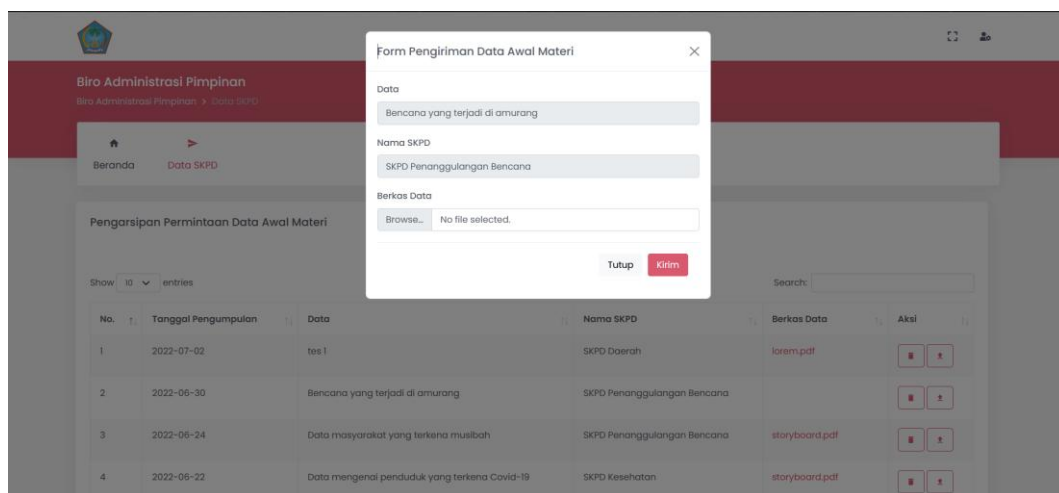 Form Pengiriman Data Awal Materi
Biro Administrasi Pimpinan
Biro Administrasi Pimpinan > Data SKPD
Data
Bencana yang terjadi di amurang
Nama SKPD
Beranda Data SKPD
SKPD Penanggulangan Bencana
Berkas Data
Browse... No file selected.
Pengarsipan Permintaan Data Awal Materi
Tutup Kirim
Show 10 entries Search:
No. Tanggal Pengumpulan Data Nama SKPD Berkas Data Aksi
1 2022-07-02 tes 1 SKPD Daerah lorem.pdf
2 2022-06-30 Bencana yang terjadi di amurang SKPD Penanggulangan Bencana
3 2022-06-24 Data masyarakat yang terkena musibah SKPD Penanggulangan Bencana storyboard.pdf
4 2022-06-22 Data mengenai penduduk yang terkena Covid-19 SKPD Kesehatan storyboard.pdf